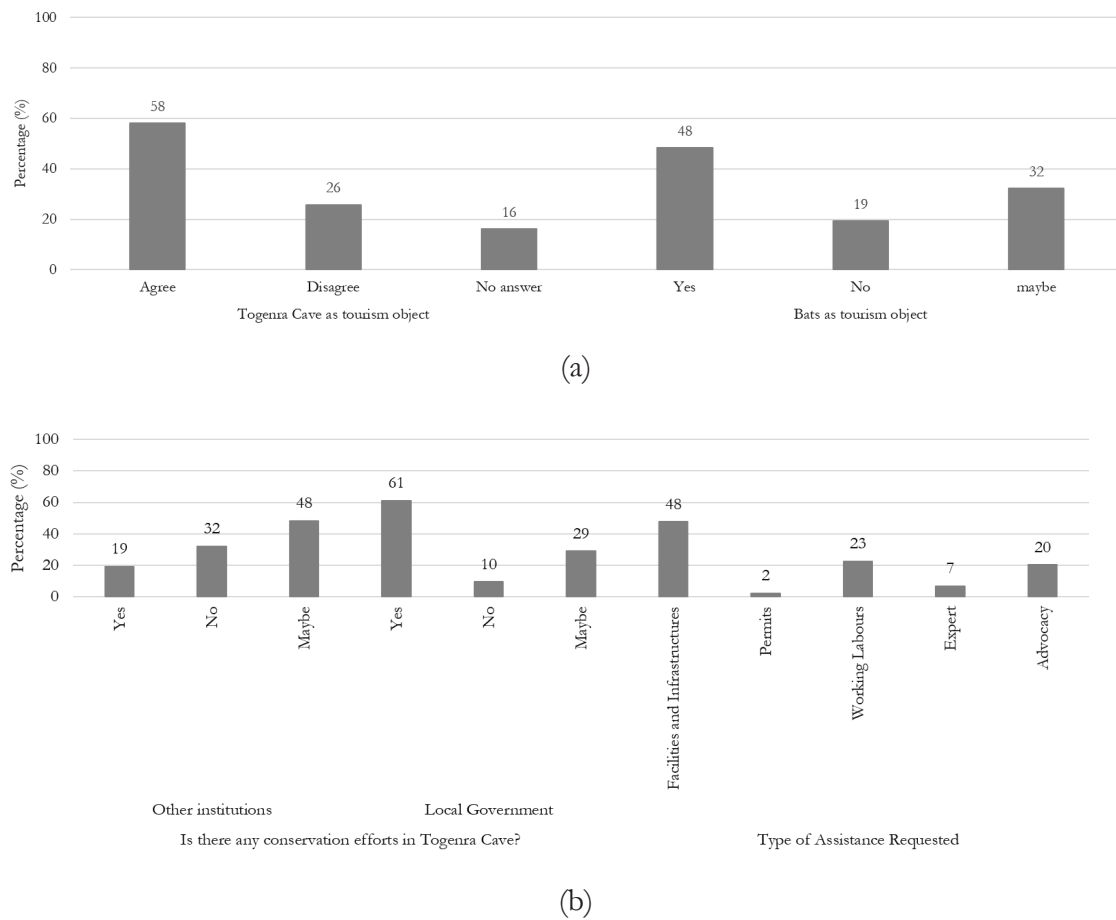 100
80
60
40
20
0
Percentage (%)
58
26
16
48
19
32
Agree
Disagree
No answer
Yes
No
maybe
Togenra Cave as tourism object
Bats as tourism object
(a)
100
80
60
40
20
0
Percentage (%)
19
32
48
61
10
29
48
2
23
7
20
Yes
No
Maybe
Yes
No
Maybe
Facilities and Infrastructures
Permits
Working Labours
Expert
Advocacy
Other institutions
Local Government
Is there any conservation efforts in Togenra Cave?
Type of Assistance Requested
(b)